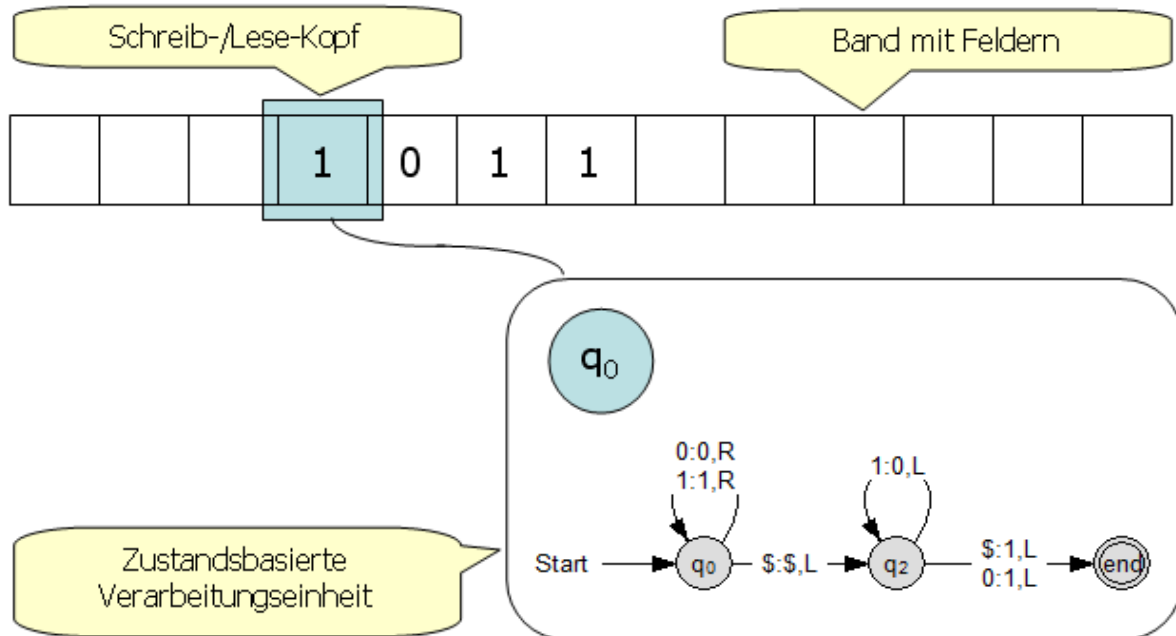 Schreib-/Lese-Kopf
Band mit Feldern
1 0 1 1
q₀
0:0,R
1:1,R
1:0,L
Start
q₀
$:$,L
q₂
$:1,L
0:1,L
end
Zustandsbasierte
Verarbeitungseinheit